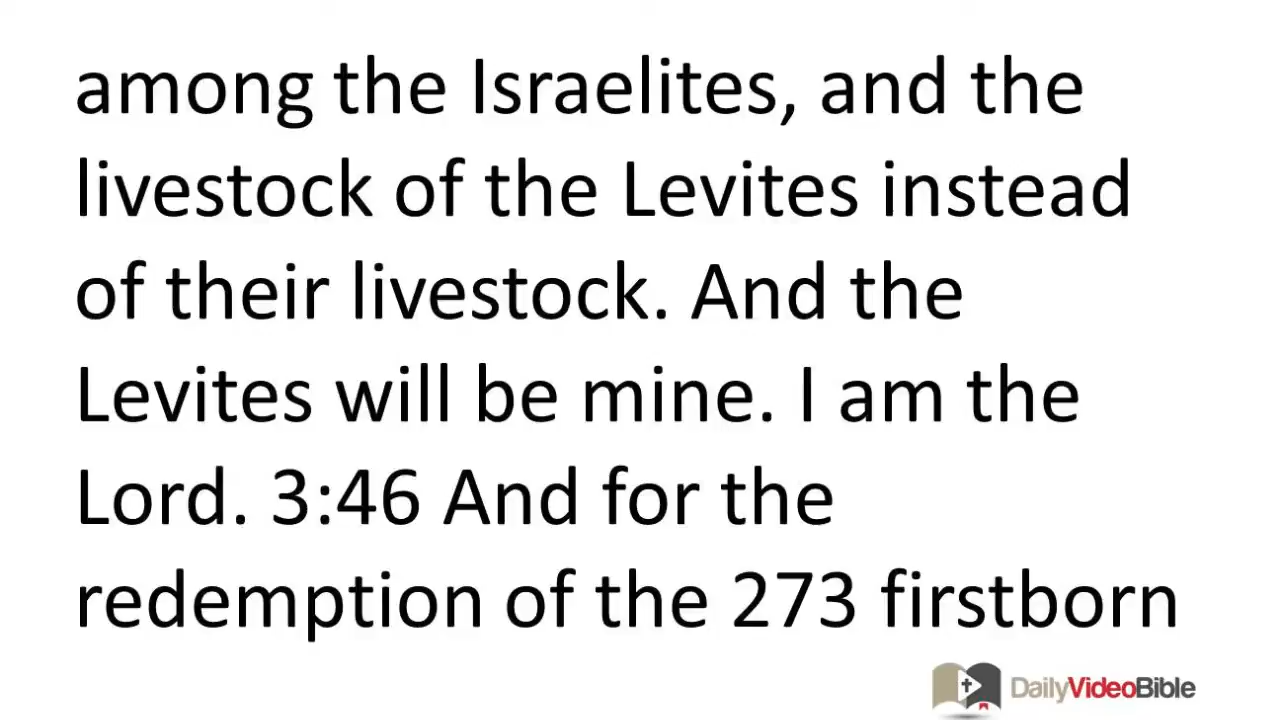 among the Israelites, and the
livestock of the Levites instead
of their livestock. And the
Levites will be mine. I am the
Lord. 3:46 And for the
redemption of the 273 firstborn
DailyVideoBible